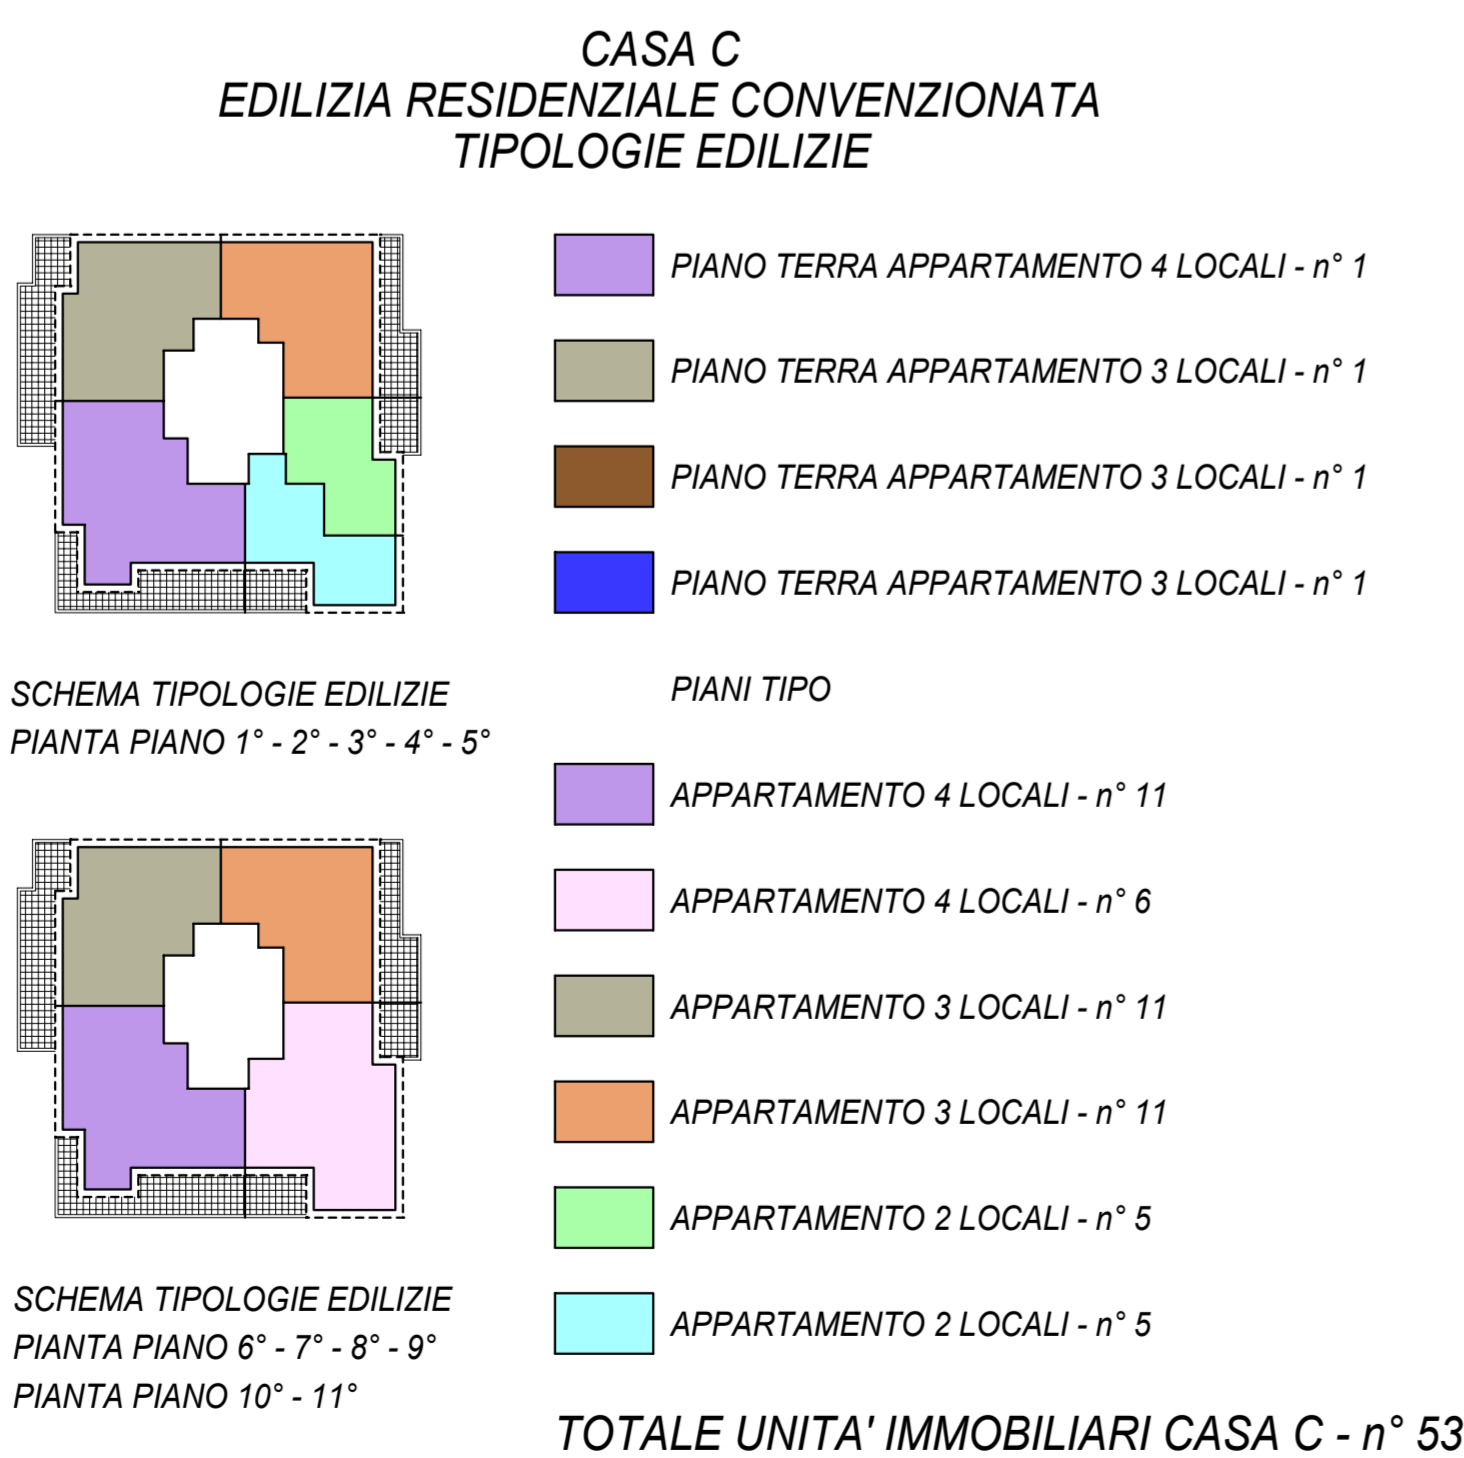 CASA C
EDILIZIA RESIDENZIALE CONVENZIONATA
TIPOLOGIE EDILIZIE
SCHEMA TIPOLOGIE EDILIZIE
PIANTA PIANO 1° - 2° - 3° - 4° - 5°
SCHEMA TIPOLOGIE EDILIZIE
PIANTA PIANO 6° - 7° - 8° - 9°
PIANTA PIANO 10° - 11°
PIANO TERRA APPARTAMENTO 4 LOCALI - n° 1
PIANO TERRA APPARTAMENTO 3 LOCALI - n° 1
PIANO TERRA APPARTAMENTO 3 LOCALI - n° 1
PIANO TERRA APPARTAMENTO 3 LOCALI - n° 1
PIANI TIPO
APPARTAMENTO 4 LOCALI - n° 11
APPARTAMENTO 4 LOCALI - n° 6
APPARTAMENTO 3 LOCALI - n° 11
APPARTAMENTO 3 LOCALI - n° 11
APPARTAMENTO 2 LOCALI - n° 5
APPARTAMENTO 2 LOCALI - n° 5
TOTALE UNITA' IMMOBILIARI CASA C - n° 53